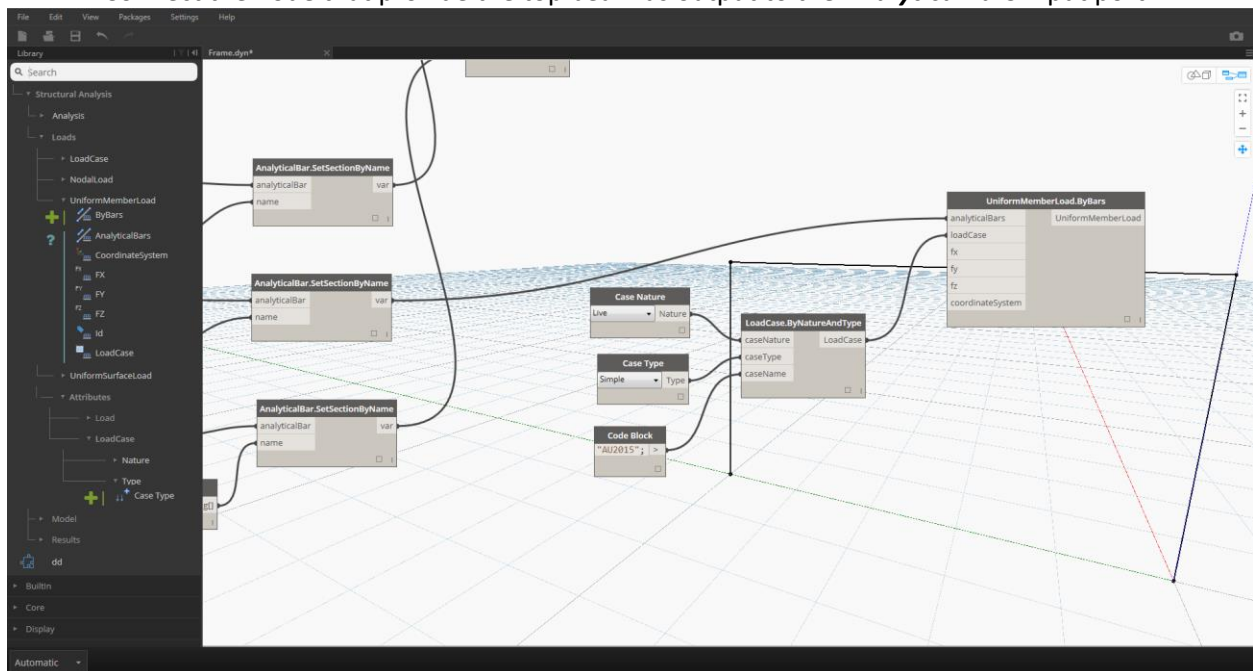 File Edit View Packages Settings Help
Library
Frame.dyn*
Search
Structural Analysis
Analysis
Loads
LoadCase
NodalLoad
UniformMemberLoad
ByBars
AnalyticalBars
CoordinateSystem
FX
FY
FZ
Id
LoadCase
UniformSurfaceLoad
Attributes
Load
LoadCase
Nature
Type
Case Type
Model
Results
dd
BuiltIn
Core
Display
Automatic
AnalyticalBar.SetSectionByName
analyticalBar var
name
AnalyticalBar.SetSectionByName
analyticalBar var
name
AnalyticalBar.SetSectionByName
analyticalBar var
name
Case Nature
Live Nature
Case Type
Simple Type
Code Block
"AU2015"; >
LoadCase.ByNatureAndType
caseNature LoadCase
caseType
caseName
UniformMemberLoad.ByBars
analyticalBars UniformMemberLoad
loadCase
fx
fy
fz
coordinateSystem